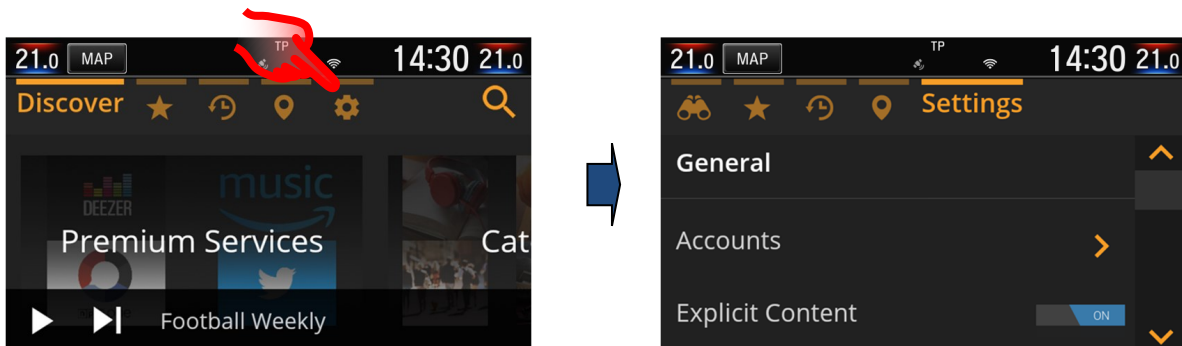 21.0 MAP TP 14:30 21.0
Discover
DEEZER music
Premium Services Cat
Football Weekly
21.0 MAP TP 14:30 21.0
Settings
General
Accounts
Explicit Content ON